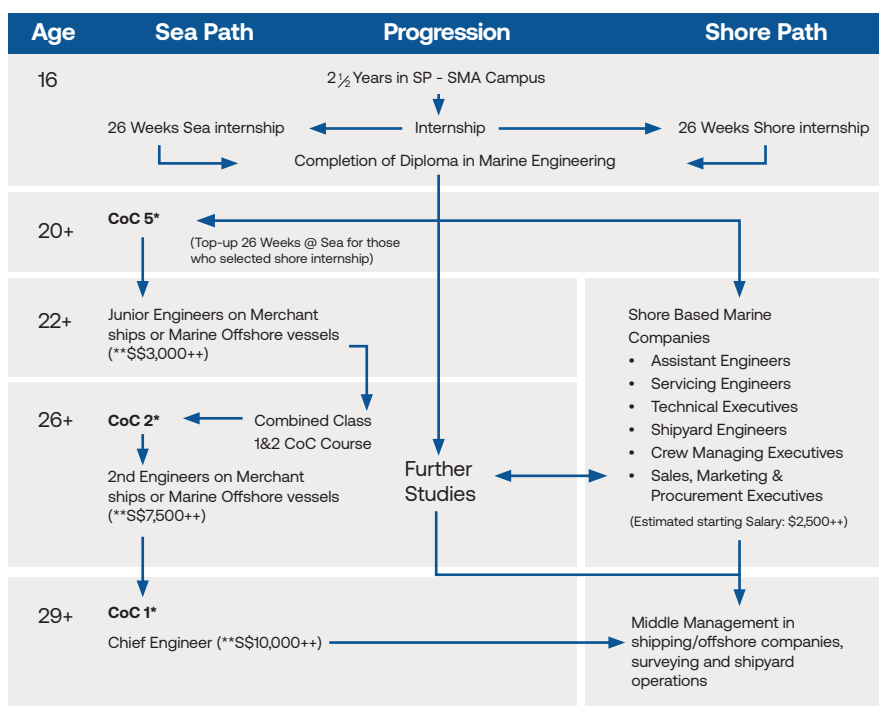 Age Sea Path Progression Shore Path
16
2 ½ Years in SP - SMA Campus
26 Weeks Sea internship Internship 26 Weeks Shore internship
Completion of Diploma in Marine Engineering
20+
CoC 5*
(Top-up 26 Weeks @ Sea for those
who selected shore internship)
22+
Junior Engineers on Merchant
ships or Marine Offshore vessels
(**S$3,000++)
26+
CoC 2*
Combined Class
1&2 CoC Course
2nd Engineers on Merchant
ships or Marine Offshore vessels
(**S$7,500++)
Further
Studies
Shore Based Marine
Companies
• Assistant Engineers
• Servicing Engineers
• Technical Executives
• Shipyard Engineers
• Crew Managing Executives
• Sales, Marketing &
Procurement Executives
(Estimated starting Salary: $2,500++)
29+
CoC 1*
Chief Engineer (**S$10,000++)
Middle Management in
shipping/offshore companies,
surveying and shipyard
operations